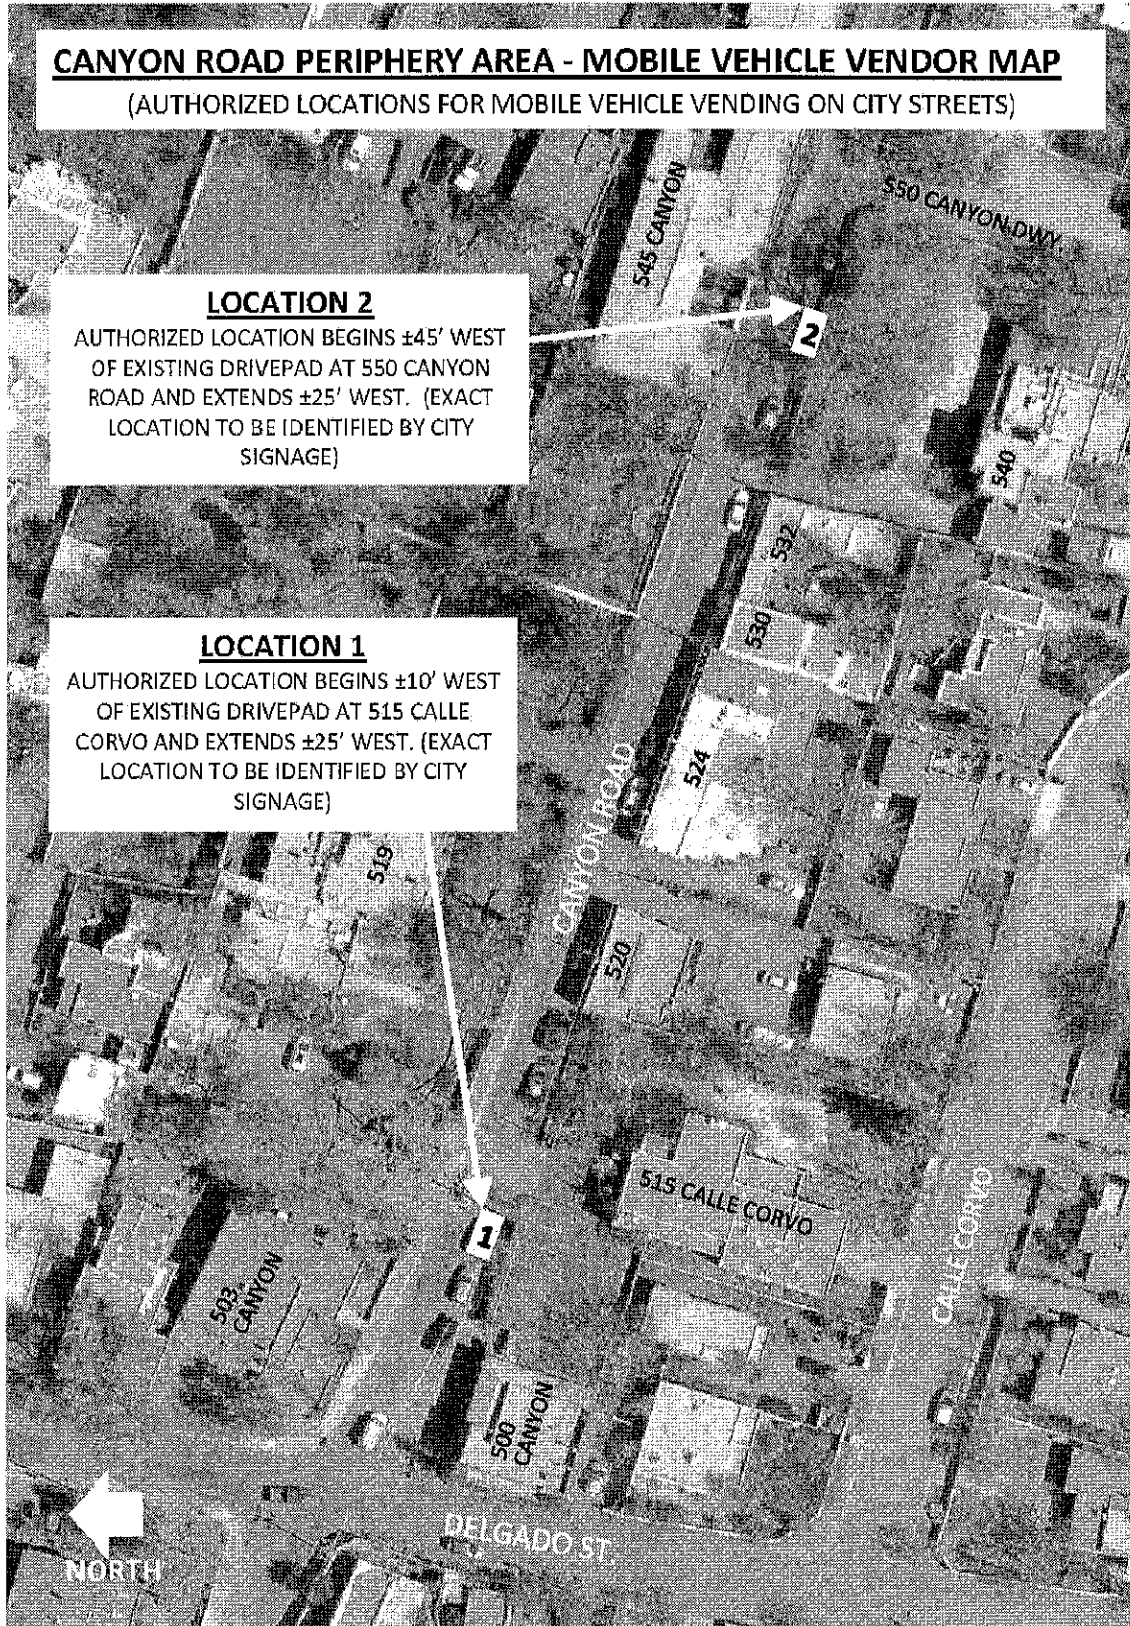 CANYON ROAD PERIPHERY AREA - MOBILE VEHICLE VENDOR MAP
(AUTHORIZED LOCATIONS FOR MOBILE VEHICLE VENDING ON CITY STREETS)
545 CANYON
550 CANYON DWY.
LOCATION 2
AUTHORIZED LOCATION BEGINS ±45' WEST
OF EXISTING DRIVEPAD AT 550 CANYON
ROAD AND EXTENDS ±25' WEST. (EXACT
LOCATION TO BE IDENTIFIED BY CITY
SIGNAGE)
2
540
532
530
LOCATION 1
AUTHORIZED LOCATION BEGINS ±10' WEST
OF EXISTING DRIVEPAD AT 515 CALLE
CORVO AND EXTENDS ±25' WEST. (EXACT
LOCATION TO BE IDENTIFIED BY CITY
SIGNAGE)
524
CANYON ROAD
519
520
515 CALLE CORVO
1
CALLE CORVO
503
CANYON
500
CANYON
DELGADO ST.
NORTH